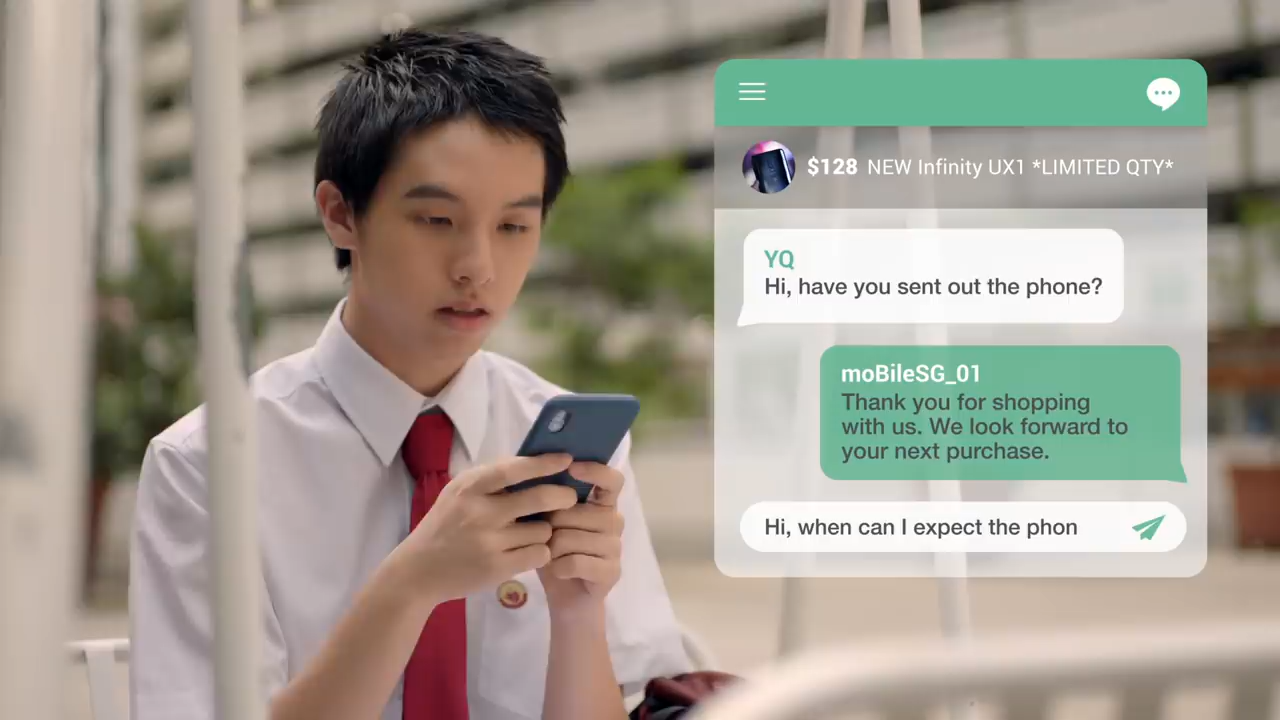 $128 NEW Infinity UX1 *LIMITED QTY*
YQ
Hi, have you sent out the phone?
moBileSG_01
Thank you for shopping
with us. We look forward to
your next purchase.
Hi, when can I expect the phon